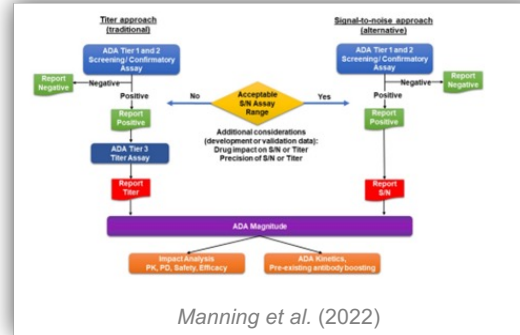 Titer approach
(traditional)
Signal-to-noise approach
(alternative)
ADA Tier 1 and 2
Screening/ Confirmatory
Assay
ADA Tier 1 and 2
Screening/ Confirmatory
Assay
Report
Negative
Negative
Positive
Report
Positive
No
Acceptable
S/N Assay
Range
Yes
Negative
Report
Negative
Positive
Report
Positive
Additional considerations
(development or validation data):
Drug impact on S/N or Titer
Precision of S/N or Titer
ADA Tier 3
Titer Assay
Report
Titer
Report
S/N
ADA Magnitude
Impact Analysis
PK, PD, Safety, Efficacy
ADA Kinetics,
Pre-existing antibody boosting
Manning et al. (2022)